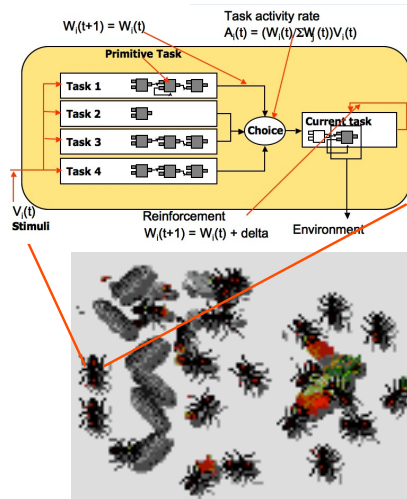 W_i(t+1) = W_i(t)
Task activity rate
A_i(t) = (W_i(t)/ΣW_j(t))V_i(t)
Primitive Task
Task 1
Task 2
Task 3
Task 4
Choice
Current task
V_i(t)
Stimuli
Reinforcement
W_i(t+1) = W_i(t) + delta
Environment